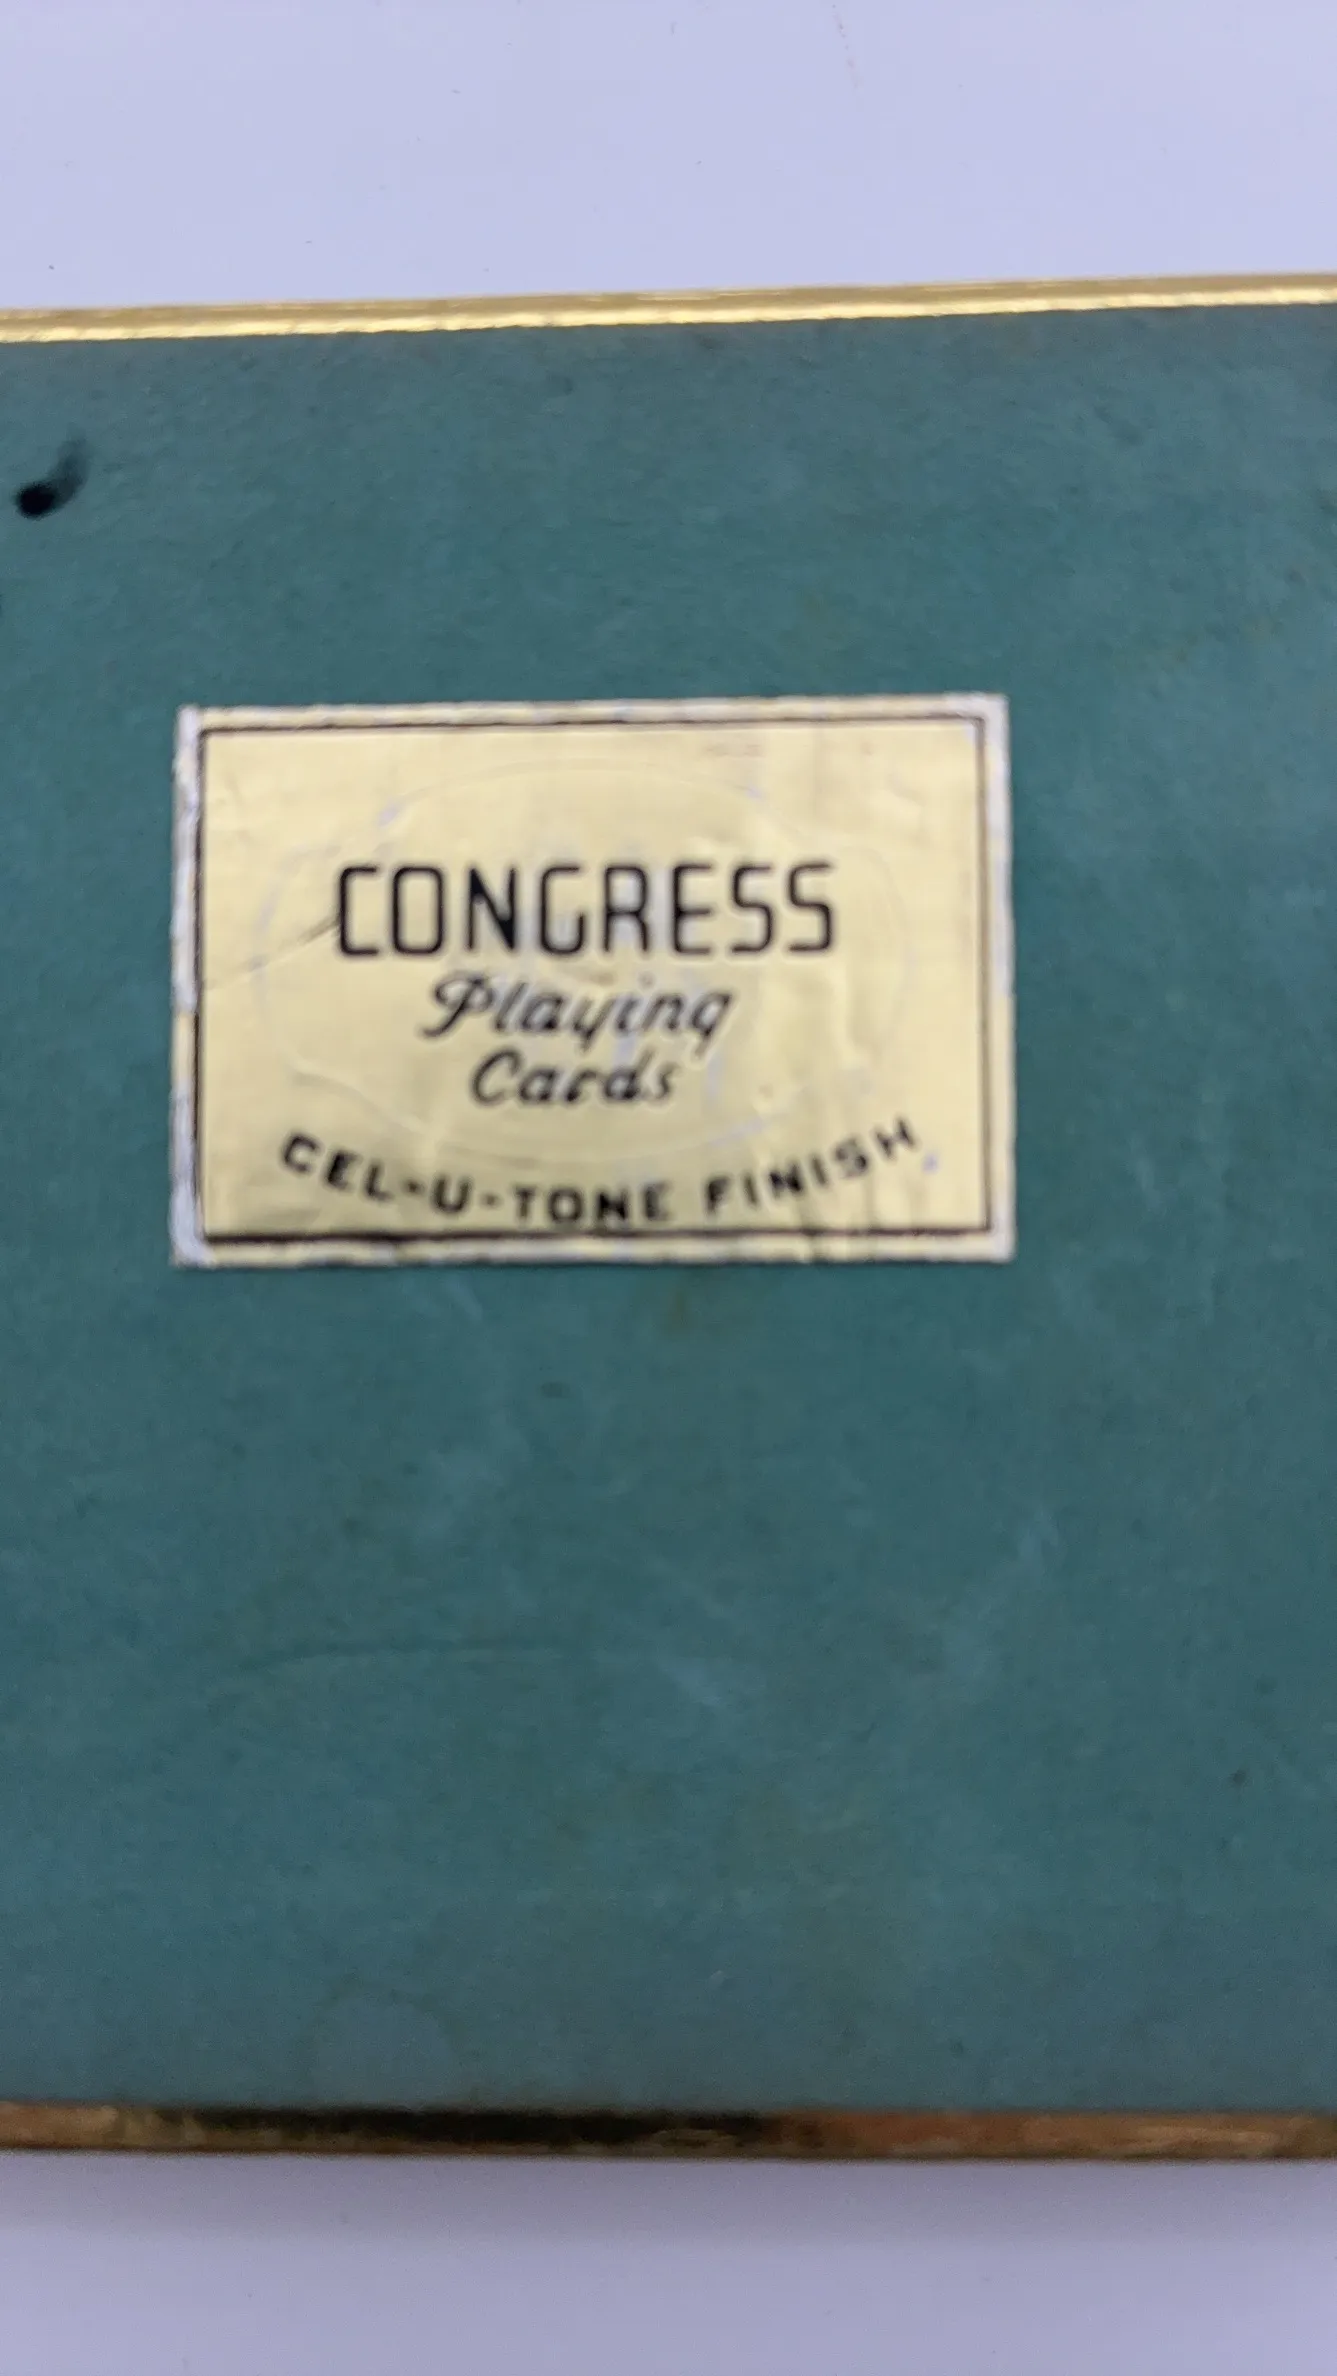 CONGRESS
Playing
Cards
CEL-U-TONE FINISH